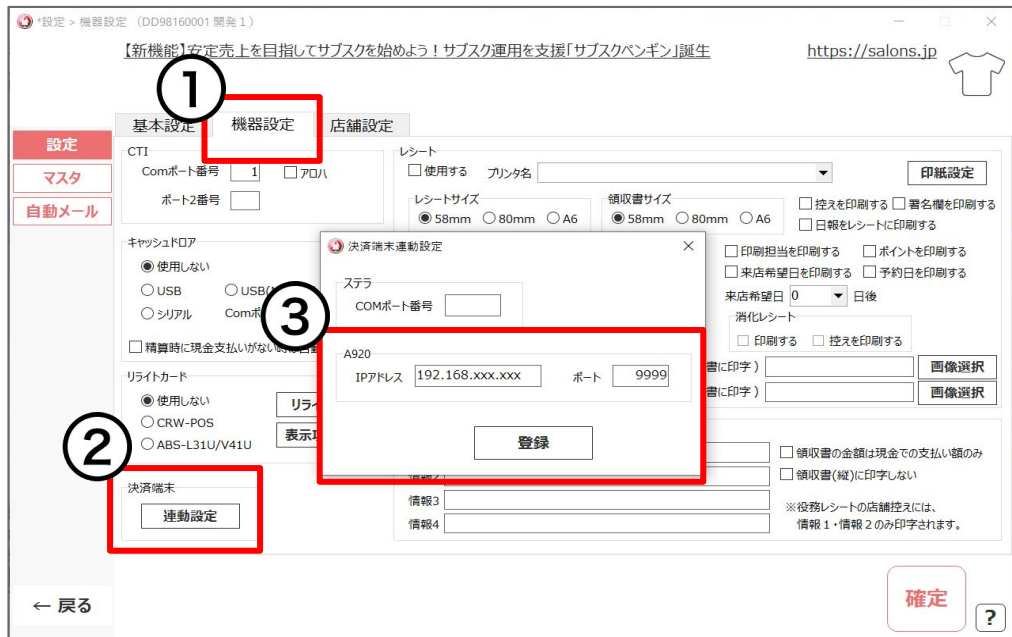 *設定 > 機器設定 (DD98160001 開発1)
【新機能】安定売上を目指してサブスクを始めよう！サブスク運用を支援「サブスクペンギン」誕生
https://salons.jp
①
基本設定 機器設定 店舗設定
設定
マスタ
自動メール
CTI
Comポート番号 1 アロハ
ポート2番号
レシート
使用する プリンタ名 印紙設定
レシートサイズ
58mm 80mm A6
領収書サイズ
58mm 80mm A6
控えを印刷する 署名欄を印刷する
日報をレシートに印刷する
キャッシュドロア
使用しない
USB USB(
シリアル Comポ
精算時に現金支払いがない時は自動
印刷担当を印刷する ポイントを印刷する
来店希望日を印刷する 予約日を印刷する
来店希望日 0 日後
消化レシート
印刷する 控えを印刷する
書に印字 ) 画像選択
書に印字 ) 画像選択
決済端末連動設定
ステラ
COMポート番号
③
A920
IPアドレス 192.168.xxx.xxx ポート 9999
登録
リライトカード
使用しない
CRW-POS
ABS-L31U/V41U
リライ
表示項
②
決済端末
連動設定
情報2
情報3
情報4
領収書の金額は現金での支払い額のみ
領収書(縦)に印字しない
※役務レシートの店舗控えには、
情報1・情報2のみ印字されます。
← 戻る
確定
?